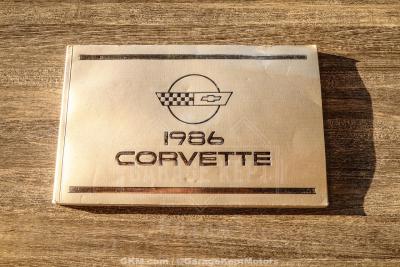 1986
CORVETTE
GKM.com - @GarageKeptMotors